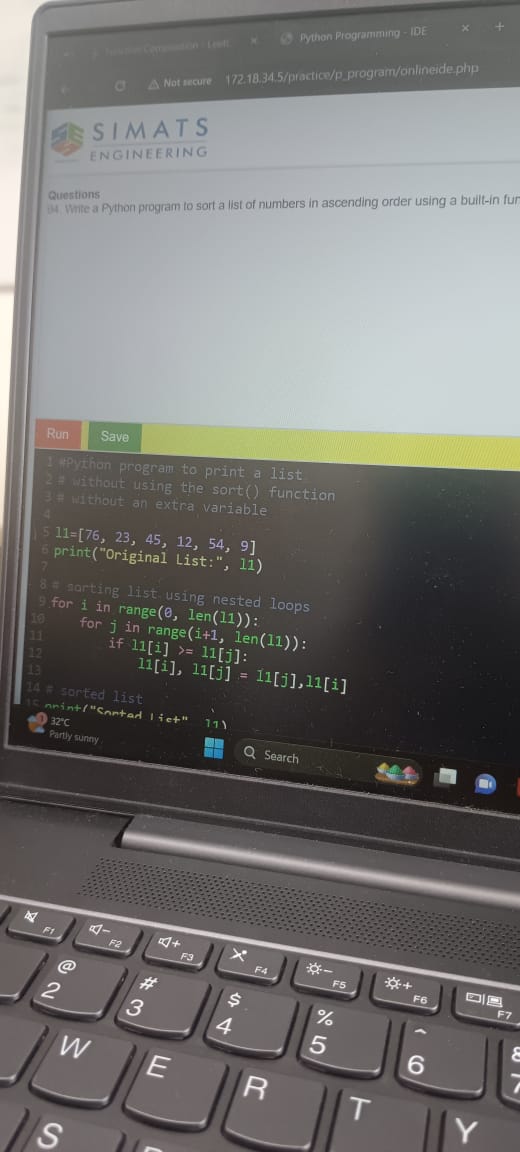 Python Programming - IDE
Not secure 172.18.34.5/practice/p_program/onlineide.php
SIMATS
ENGINEERING
Questions
94. Write a Python program to sort a list of numbers in ascending order using a built-in fun
Run Save
1 #Python program to print a list
2 # without using the sort() function
3 # without an extra variable
4
5 l1=[76, 23, 45, 12, 54, 9]
6 print("Original List:", l1)
7
8 # sorting list using nested loops
9 for i in range(0, len(l1)):
10 for j in range(i+1, len(l1)):
11 if l1[i] >= l1[j]:
12 l1[i], l1[j] = l1[j],l1[i]
13
14 # sorted list
15 print("Sorted List" l1)
1
32°C
Partly sunny
Search
F1 F2 F3 F4 F5 F6 F7
@ # $ % ^ &
2 3 4 5 6 7
W E R T Y
S